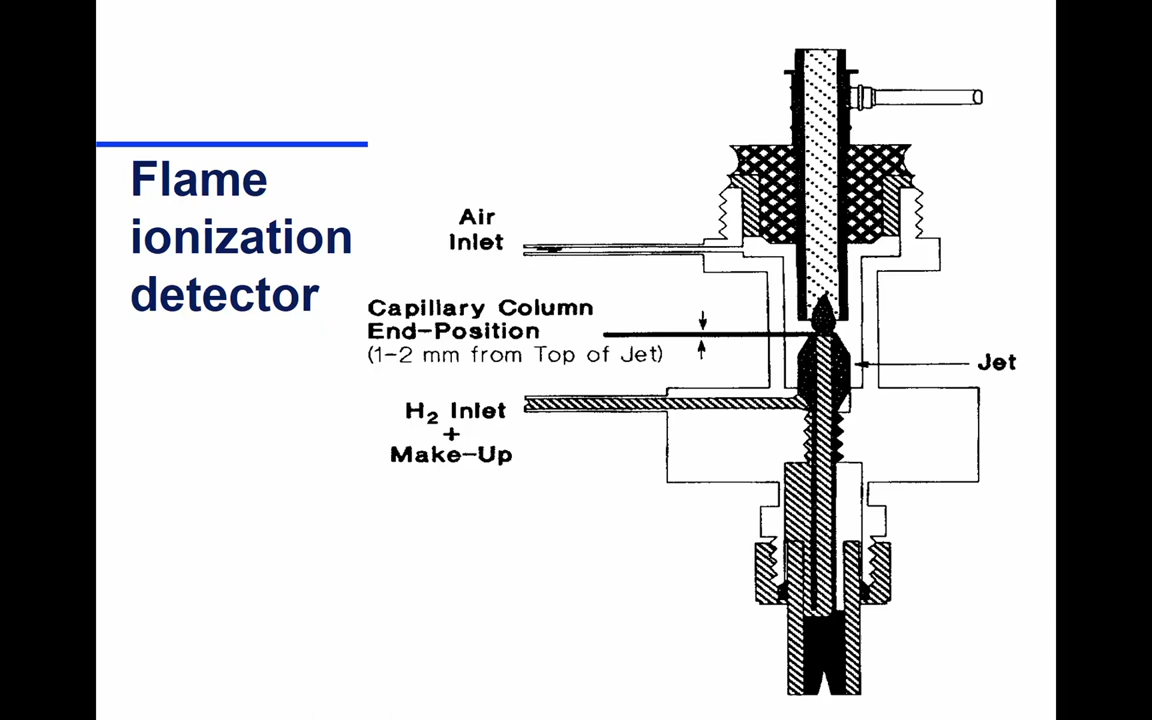 Flame
ionization
detector
Air
Inlet
Capillary Column
End-Position
(1-2 mm from Top of Jet)
Jet
H₂ Inlet
+
Make-Up